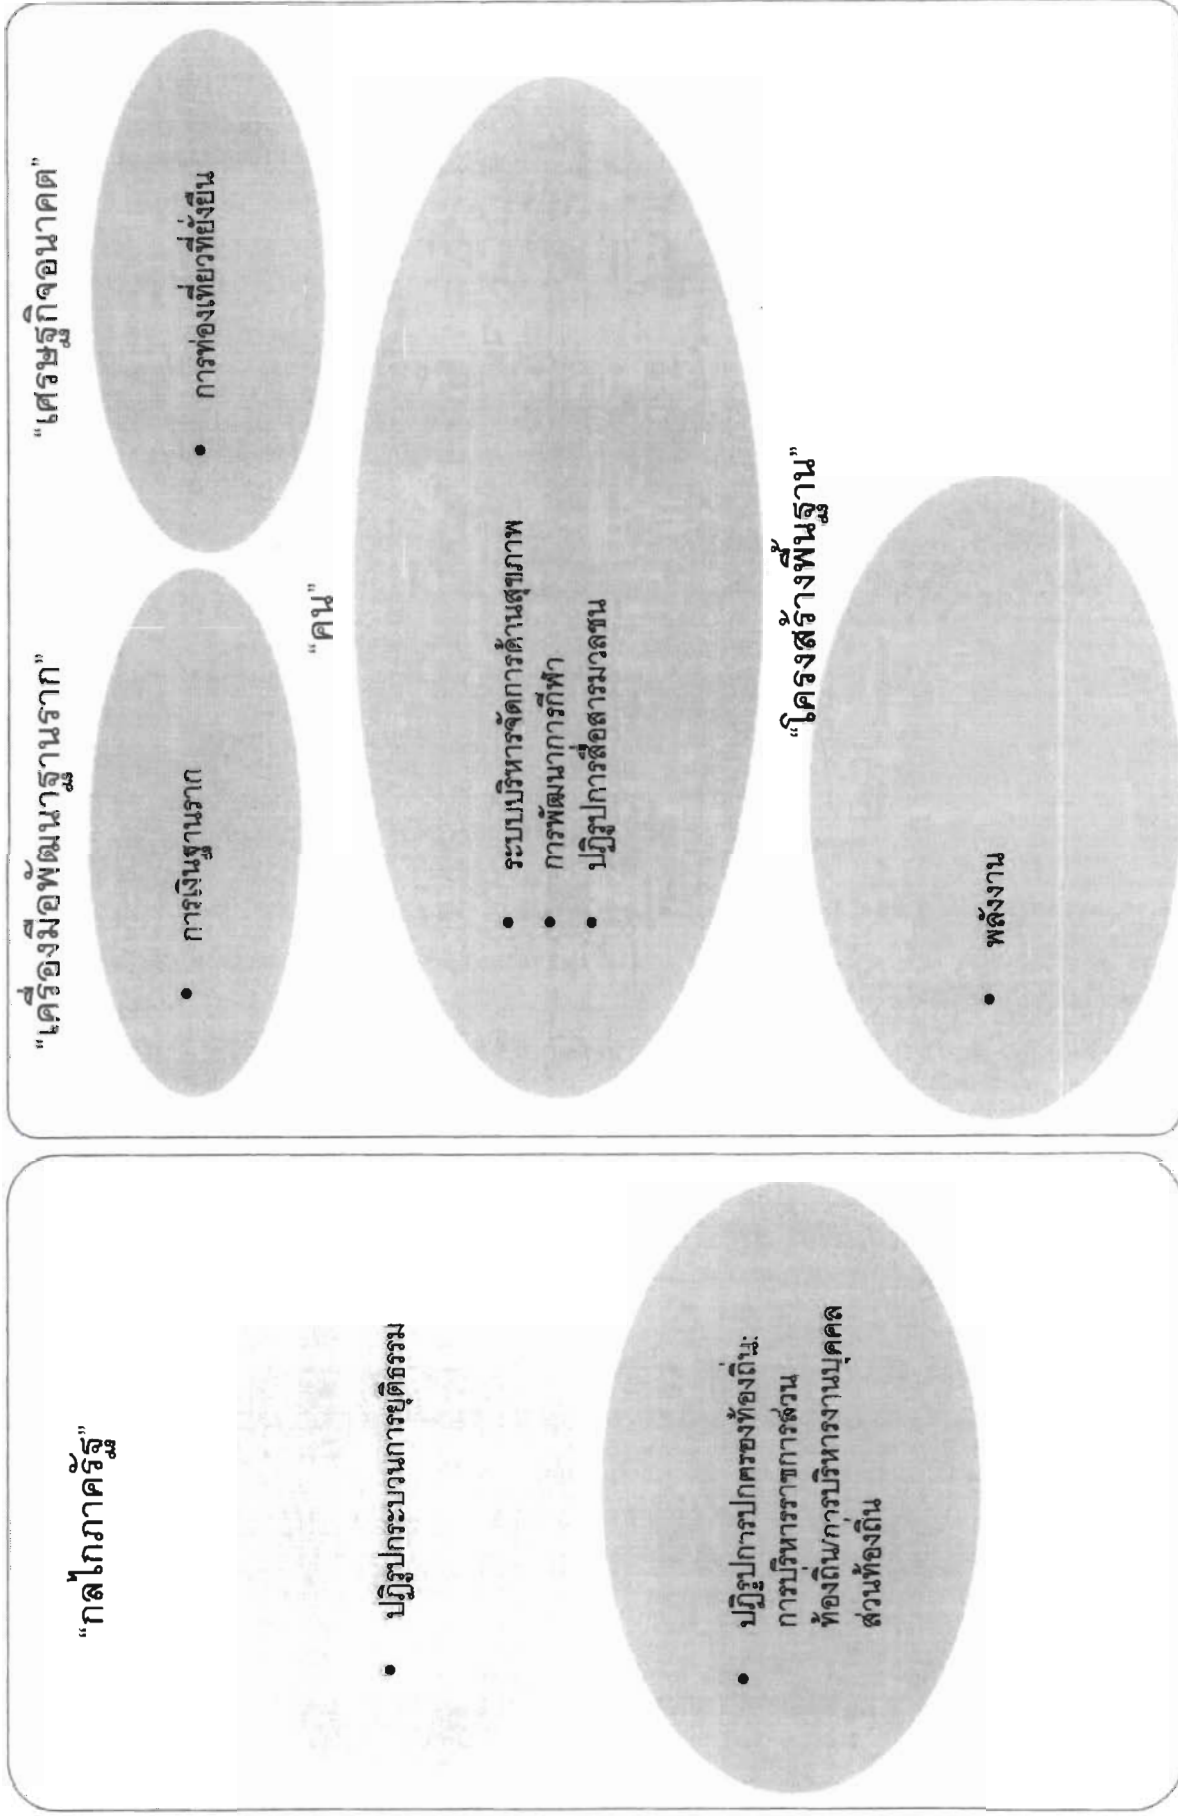 “กลไกภาครัฐ”
• ปฏิรูปกระบวนการยุติธรรม
• ปฏิรูปการปกครองท้องถิ่น:
การบริหารราชการส่วน
ท้องถิ่น/การบริหารงานบุคคล
ส่วนท้องถิ่น
“เครื่องมือพัฒนาฐานราก”
• การเงินฐานราก
“เศรษฐกิจอนาคต”
• การท่องเที่ยวที่ยั่งยืน
“คน”
• ระบบบริหารจัดการด้านสุขภาพ
• การพัฒนาการกีฬา
• ปฏิรูปการสื่อสารมวลชน
“โครงสร้างพื้นฐาน”
• พลังงาน